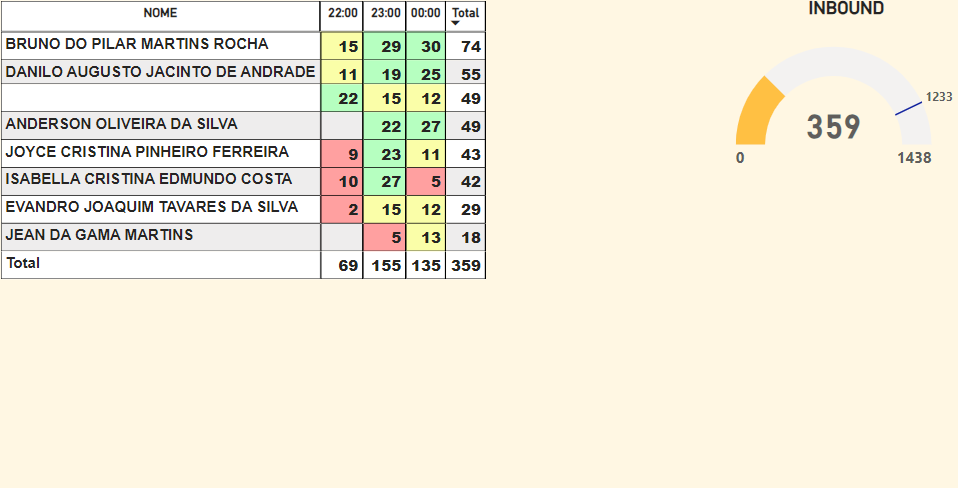 NOME 22:00 23:00 00:00 Total
BRUNO DO PILAR MARTINS ROCHA 15 29 30 74
DANILO AUGUSTO JACINTO DE ANDRADE 11 19 25 55
22 15 12 49
ANDERSON OLIVEIRA DA SILVA 22 27 49
JOYCE CRISTINA PINHEIRO FERREIRA 9 23 11 43
ISABELLA CRISTINA EDMUNDO COSTA 10 27 5 42
EVANDRO JOAQUIM TAVARES DA SILVA 2 15 12 29
JEAN DA GAMA MARTINS 5 13 18
Total 69 155 135 359
INBOUND
1233
359
0 1438